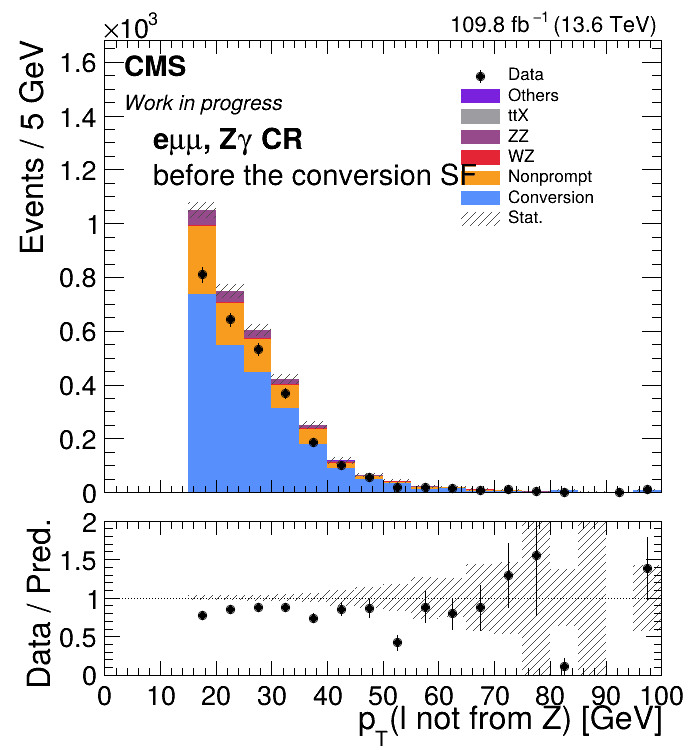 ×10³ 109.8 fb⁻¹ (13.6 TeV)
CMS
Work in progress
eμμ, Zγ CR
before the conversion SF
Data
Others
ttX
ZZ
WZ
Nonprompt
Conversion
Stat.
Events / 5 GeV
1.6
1.4
1.2
1
0.8
0.6
0.4
0.2
0
Data / Pred.
2
1.5
1
0.5
0
0 10 20 30 40 50 60 70 80 90 100
p_T(l not from Z) [GeV]